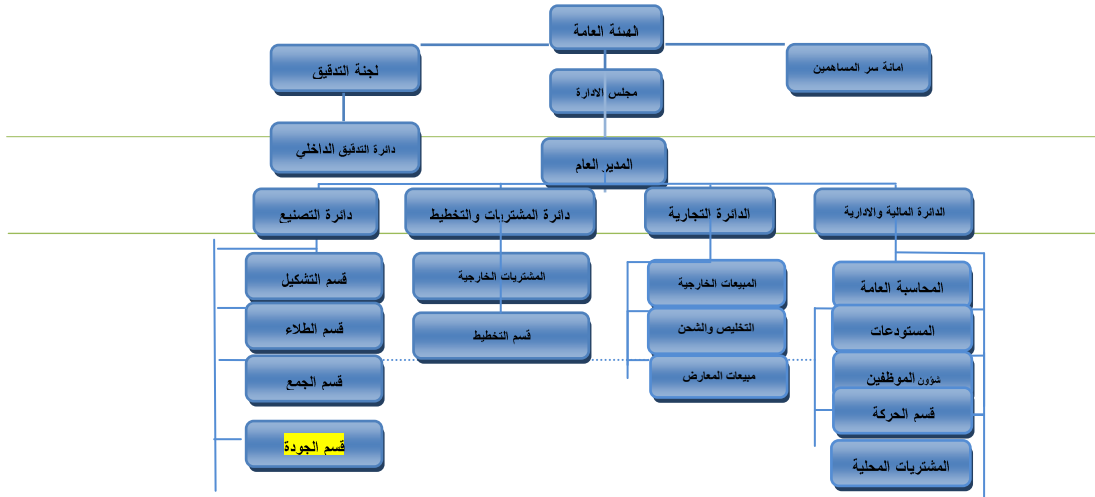 الهيئة العامة
امانة سر المساهمين
لجنة التدقيق
مجلس الادارة
دائرة التدقيق الداخلي
المدير العام
الدائرة المالية والادارية
الدائرة التجارية
دائرة المشتريات والتخطيط
دائرة التصنيع
المحاسبة العامة
المستودعات
شؤون الموظفين
قسم الحركة
المشتريات المحلية
المبيعات الخارجية
التخليص والشحن
مبيعات المعارض
المشتريات الخارجية
قسم التخطيط
قسم التشكيل
قسم الطلاء
قسم الجمع
قسم الجودة